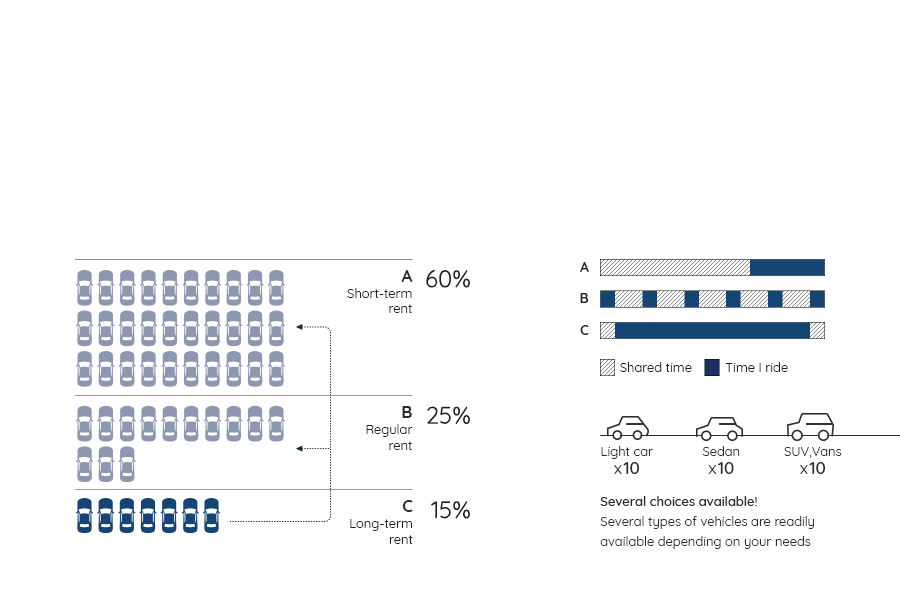 A
60%
Short-term
rent
B
25%
Regular
rent
C
15%
Long-term
rent
A
B
C
Shared time
Time I ride
Light car
x10
Sedan
x10
SUV,Vans
x10
Several choices available!
Several types of vehicles are readily
available depending on your needs